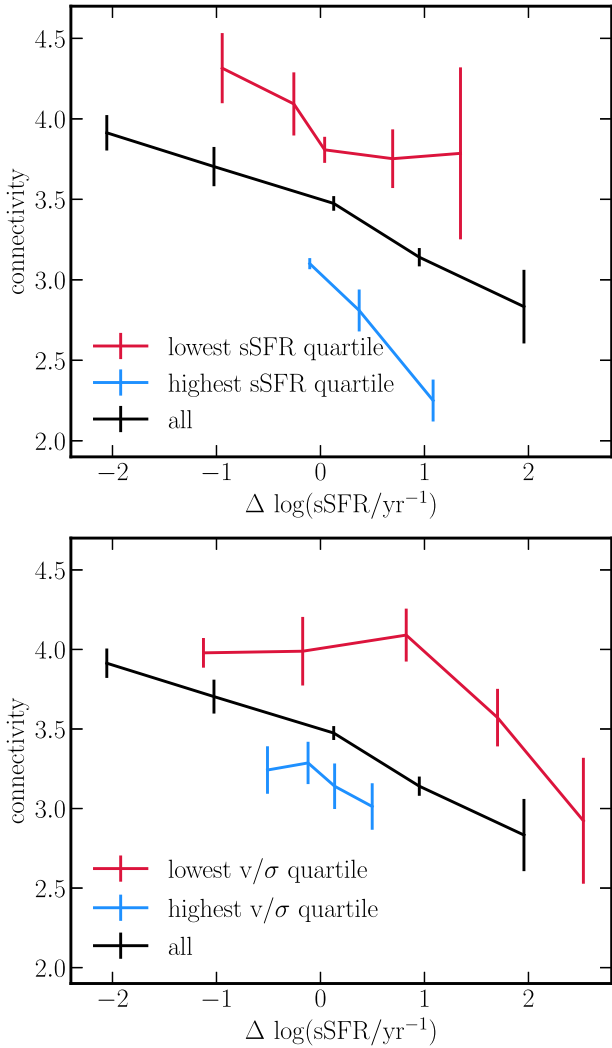 4.5
4.0
3.5
3.0
2.5
2.0
connectivity
lowest sSFR quartile
highest sSFR quartile
all
−2 −1 0 1 2
Δ log(sSFR/yr⁻¹)
4.5
4.0
3.5
3.0
2.5
2.0
connectivity
lowest v/σ quartile
highest v/σ quartile
all
−2 −1 0 1 2
Δ log(sSFR/yr⁻¹)